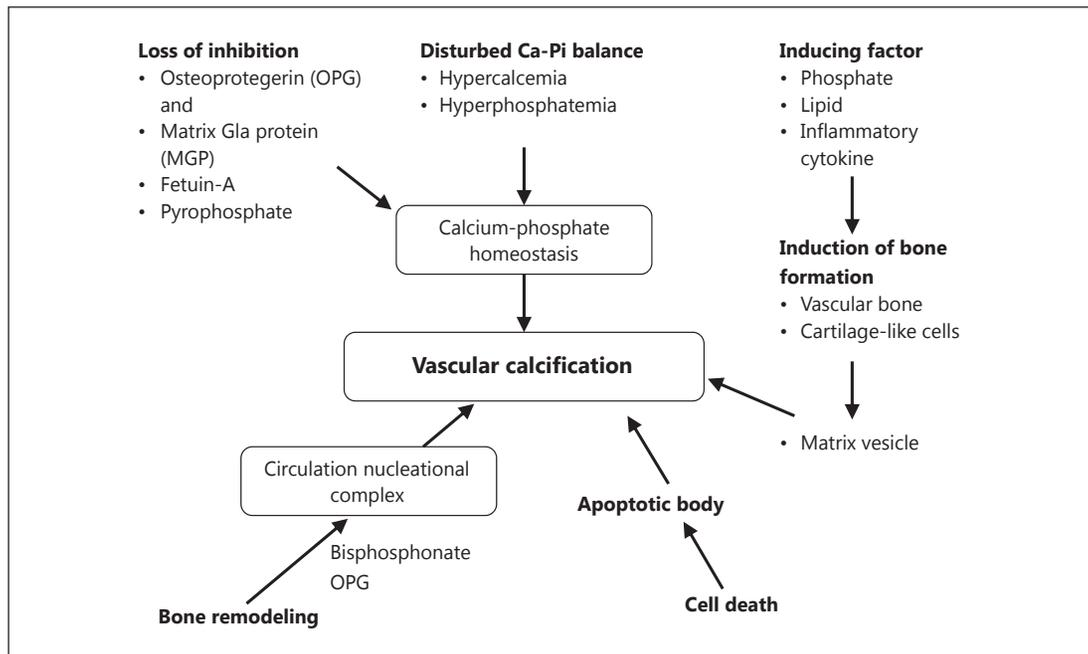 Loss of inhibition
• Osteoprotegerin (OPG)
and
• Matrix Gla protein
(MGP)
• Fetuin-A
• Pyrophosphate
Disturbed Ca-Pi balance
• Hypercalcemia
• Hyperphosphatemia
Inducing factor
• Phosphate
• Lipid
• Inflammatory
cytokine
Calcium-phosphate
homeostasis
Induction of bone
formation
• Vascular bone
• Cartilage-like cells
Vascular calcification
• Matrix vesicle
Circulation nucleational
complex
Apoptotic body
Bisphosphonate
OPG
Bone remodeling
Cell death